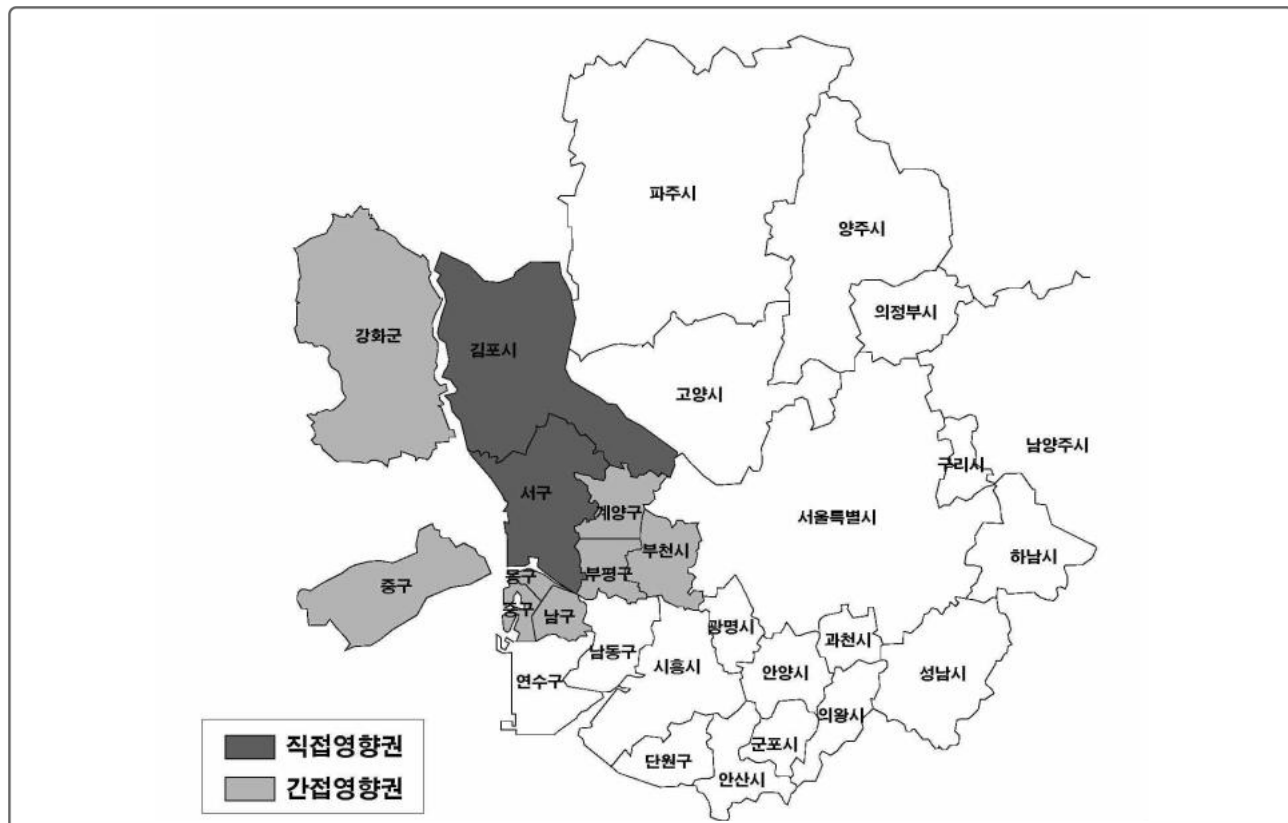 파주시
양주시
의정부시
강화군
김포시
고양시
남양주시
구리시
서구
계양구
서울특별시
부천시
하남시
중구
동구
부평구
중구
남구
광명시
과천시
남동구
시흥시
안양시
성남시
연수구
의왕시
군포시
단원구
안산시
직접영향권
간접영향권